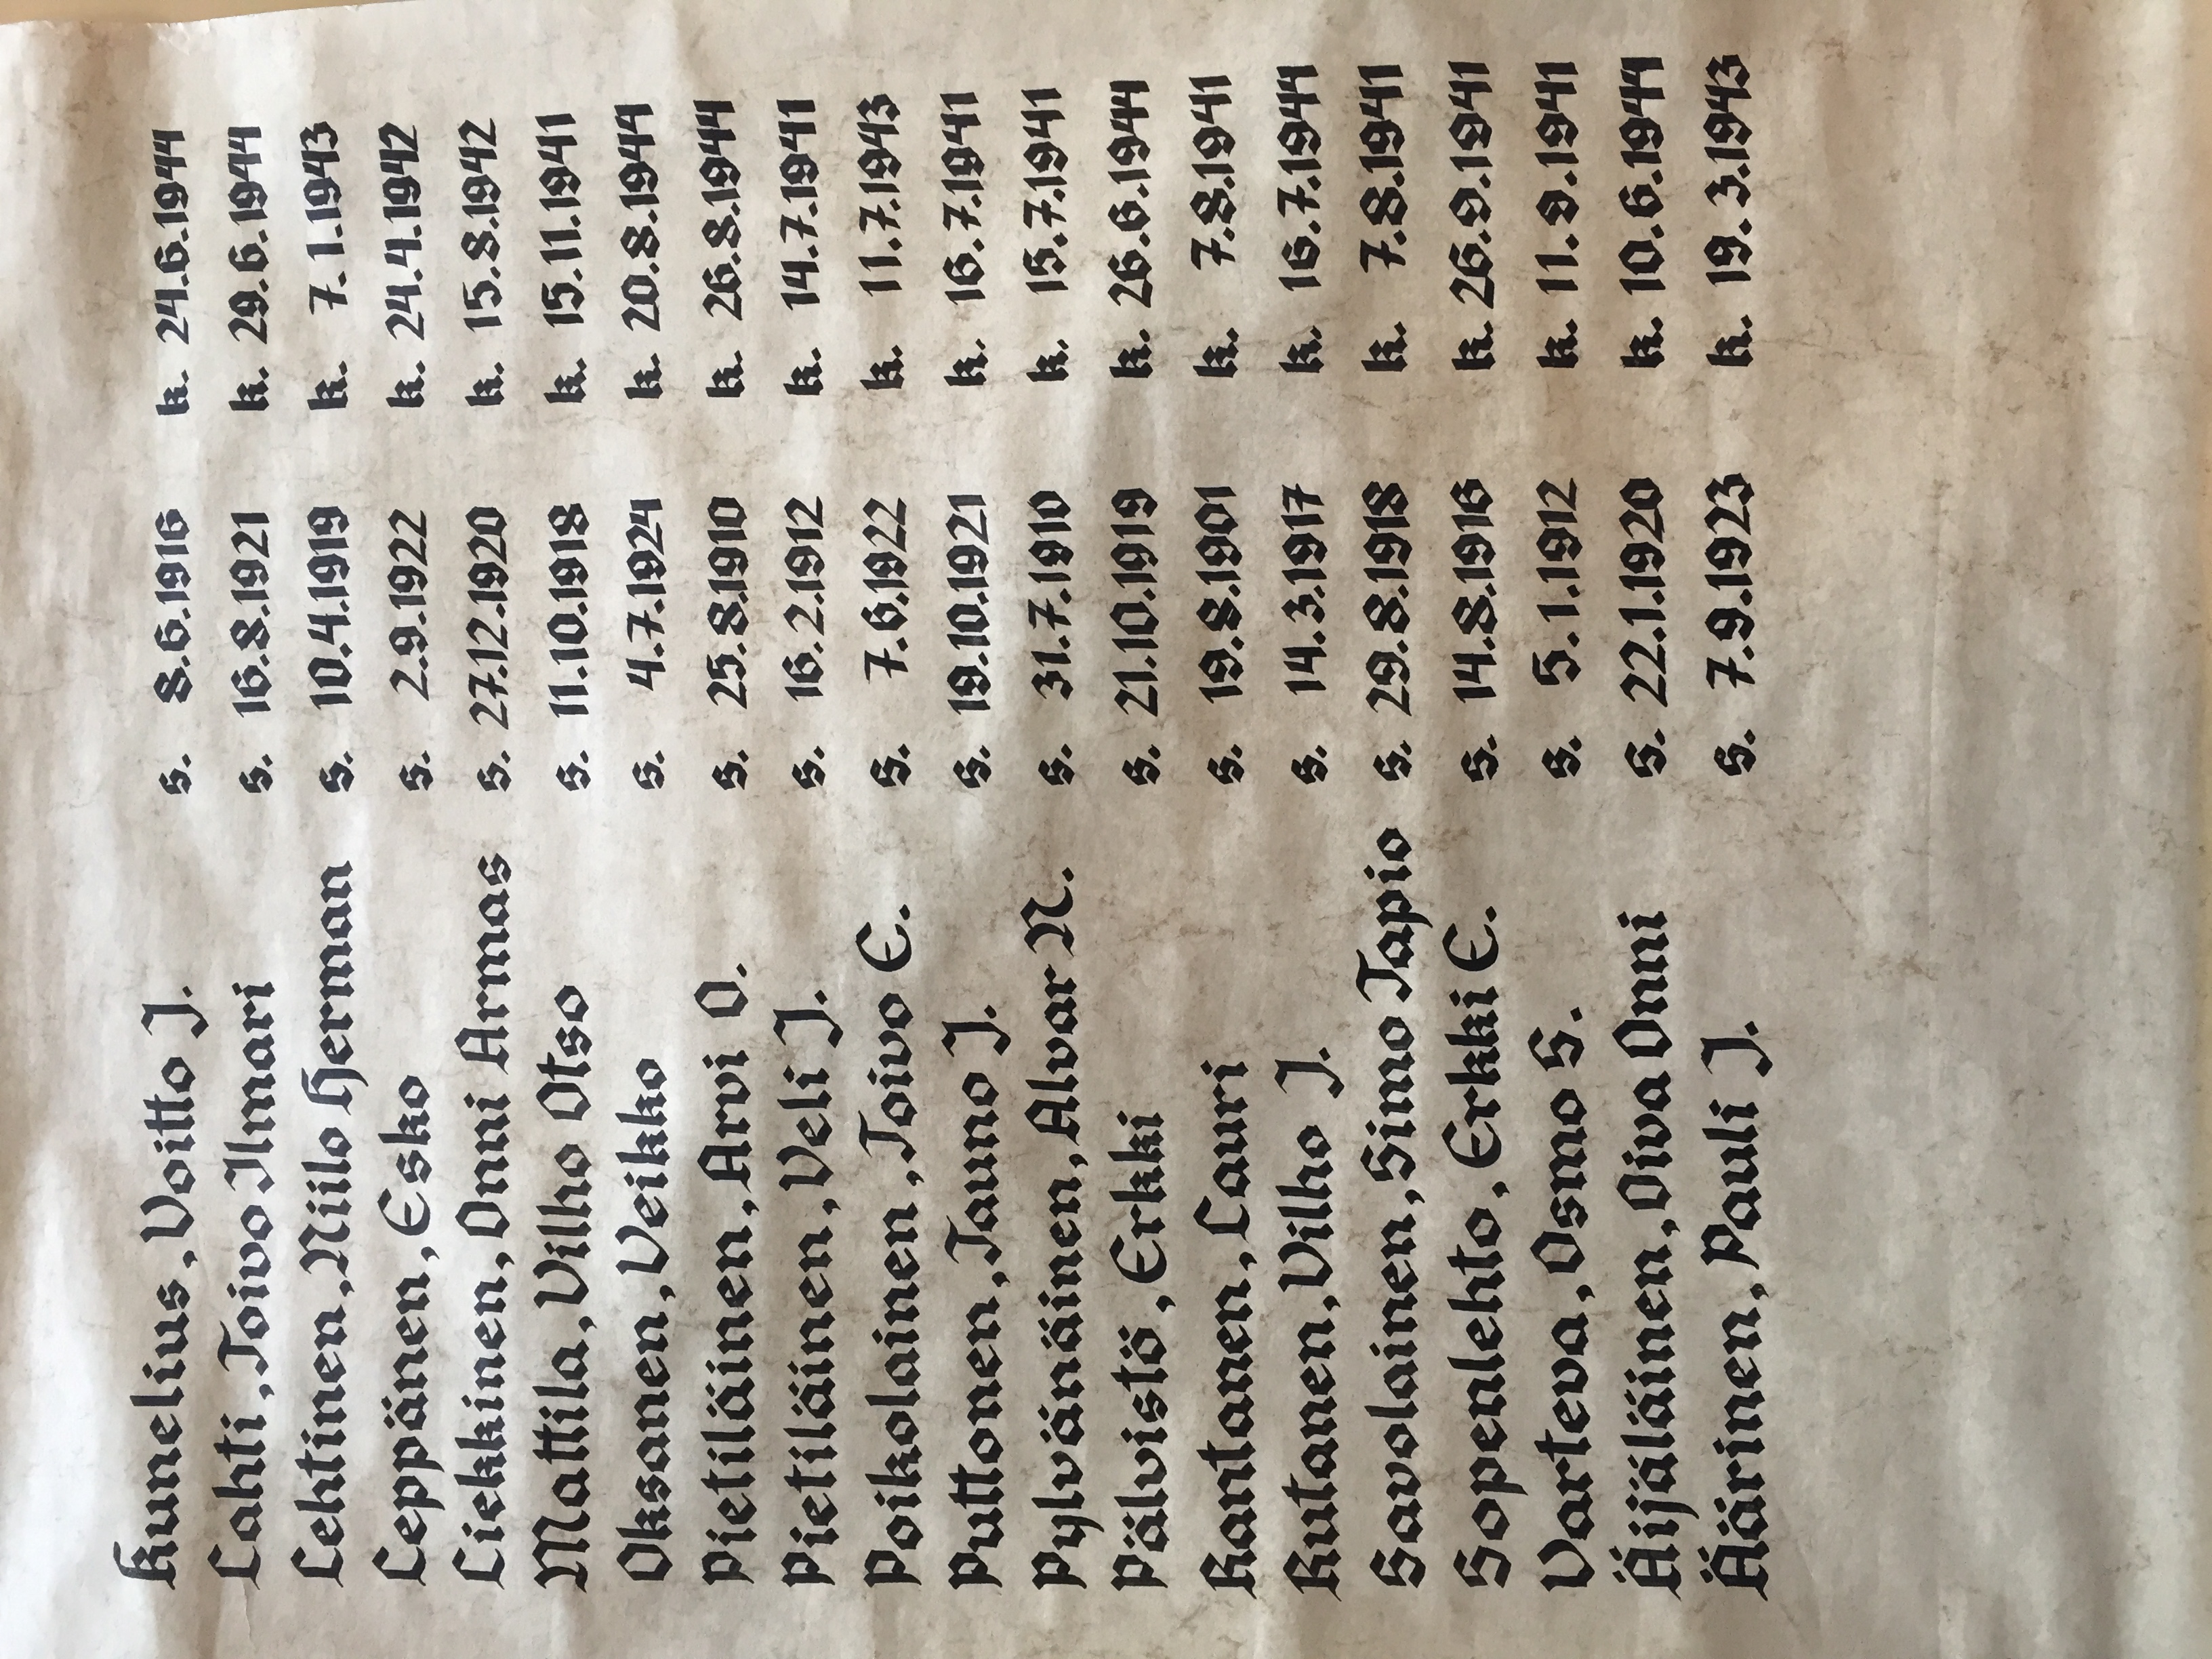 Kunelius, Voitto J. s. 8.6.1916 k. 24.6.1944
Lahti, Toivo Ilmari s. 16.8.1921 k. 29.6.1944
Lehtinen, Niilo Herman s. 10.4.1919 k. 7.1.1943
Leppänen, Esko s. 2.9.1922 k. 24.4.1942
Liekkinen, Onni Armas s. 27.12.1920 k. 15.8.1942
Mattila, Vilho Otso s. 11.10.1918 k. 15.11.1941
Oksanen, Veikko s. 4.7.1924 k. 20.8.1944
Pietiläinen, Arvi O. s. 25.8.1910 k. 26.8.1944
Pietiläinen, Veli J. s. 16.2.1912 k. 14.7.1941
Poikolainen, Toivo E. s. 7.6.1922 k. 11.7.1943
Puttonen, Tauno J. s. 19.10.1921 k. 16.7.1941
Pylvänäinen, Alvar N. s. 31.7.1910 k. 15.7.1941
Pälvistö, Erkki s. 21.10.1919 k. 26.6.1944
Rantanen, Lauri s. 19.8.1901 k. 7.8.1941
Rutanen, Vilho J. s. 14.3.1917 k. 16.7.1944
Savolainen, Simo Tapio s. 29.8.1918 k. 7.8.1941
Sopenlehto, Erkki E. s. 14.8.1916 k. 26.9.1941
Varteva, Osmo S. s. 5.1.1912 k. 11.9.1941
Äijäläinen, Oiva Onni s. 22.1.1920 k. 10.6.1944
Äärinen, Pauli J. s. 7.9.1923 k. 19.3.1943